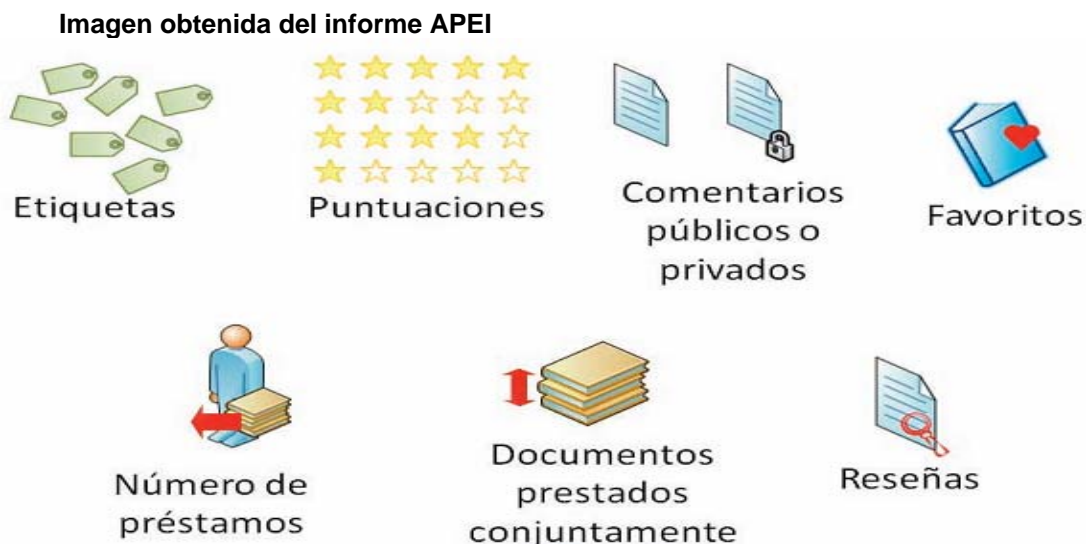 Imagen obtenida del informe APEI
Etiquetas
Puntuaciones
Comentarios
públicos o
privados
Favoritos
Número de
préstamos
Documentos
prestados
conjuntamente
Reseñas